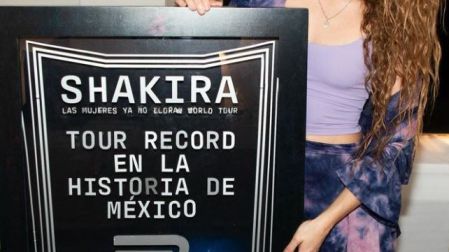 SHAKIRA
LAS MUJERES YA NO LLORAN WORLD TOUR
TOUR RECORD
EN LA
HISTORIA DE
MÉXICO